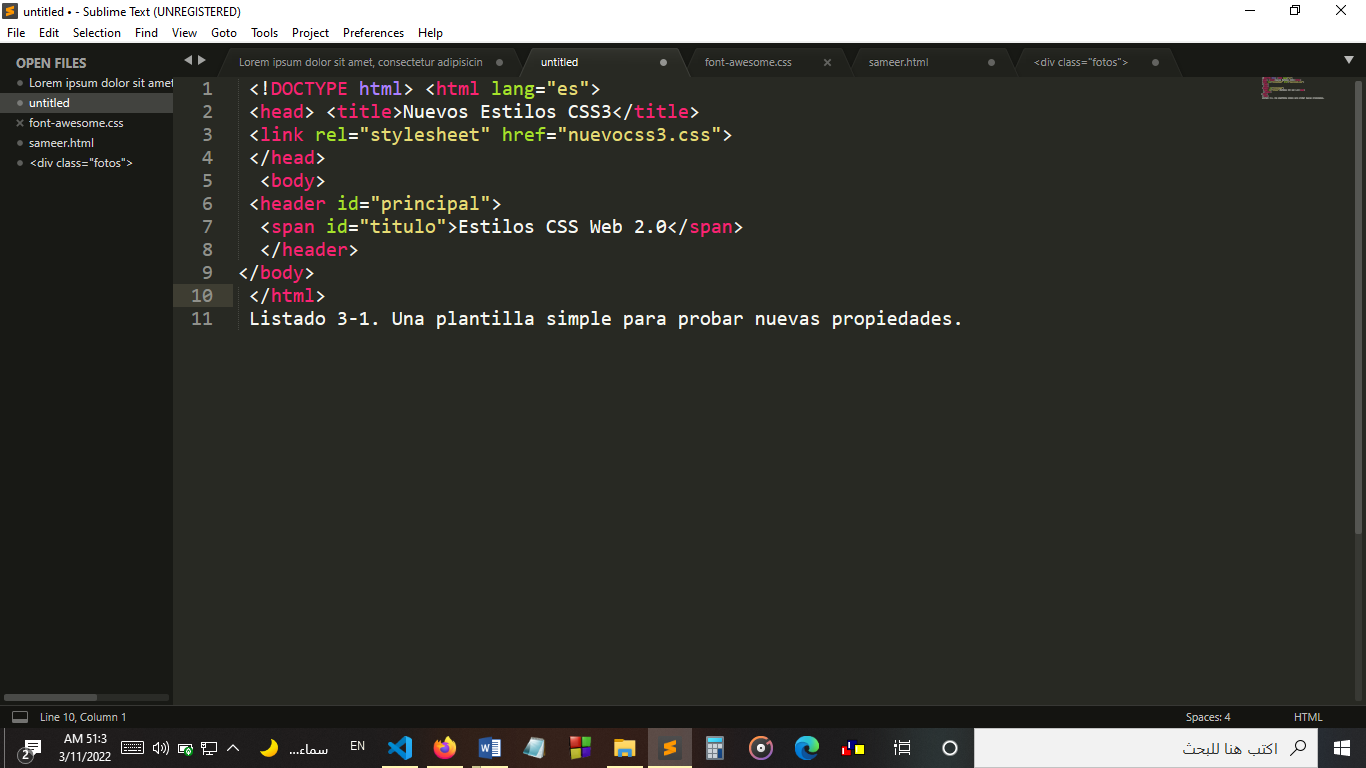 untitled • - Sublime Text (UNREGISTERED)
File Edit Selection Find View Goto Tools Project Preferences Help
OPEN FILES
Lorem ipsum dolor sit amet
untitled
font-awesome.css
sameer.html
<div class="fotos">
Lorem ipsum dolor sit amet, consectetur adipisicin untitled font-awesome.css sameer.html <div class="fotos">
1 <!DOCTYPE html> <html lang="es">
2 <head> <title>Nuevos Estilos CSS3</title>
3 <link rel="stylesheet" href="nuevocss3.css">
4 </head>
5 <body>
6 <header id="principal">
7 <span id="titulo">Estilos CSS Web 2.0</span>
8 </header>
9 </body>
10 </html>
11 Listado 3-1. Una plantilla simple para probar nuevas propiedades.
Line 10, Column 1 Spaces: 4 HTML
2 AM 51:3 سماء... EN اكتب هنا للبحث
3/11/2022